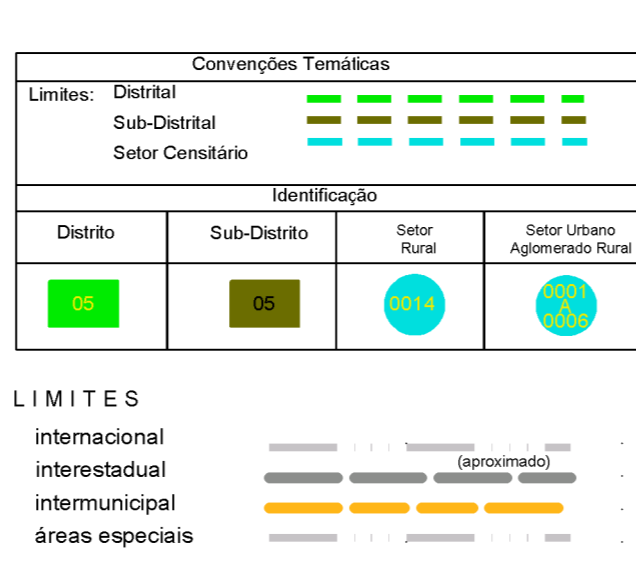 Convenções Temáticas
Limites: Distrital
Sub-Distrital
Setor Censitário
Identificação
Distrito
Sub-Distrito
Setor
Rural
Setor Urbano
Aglomerado Rural
05
05
0014
0001
A
0006
LIMITES
internacional
interestadual
(aproximado)
intermunicipal
áreas especiais